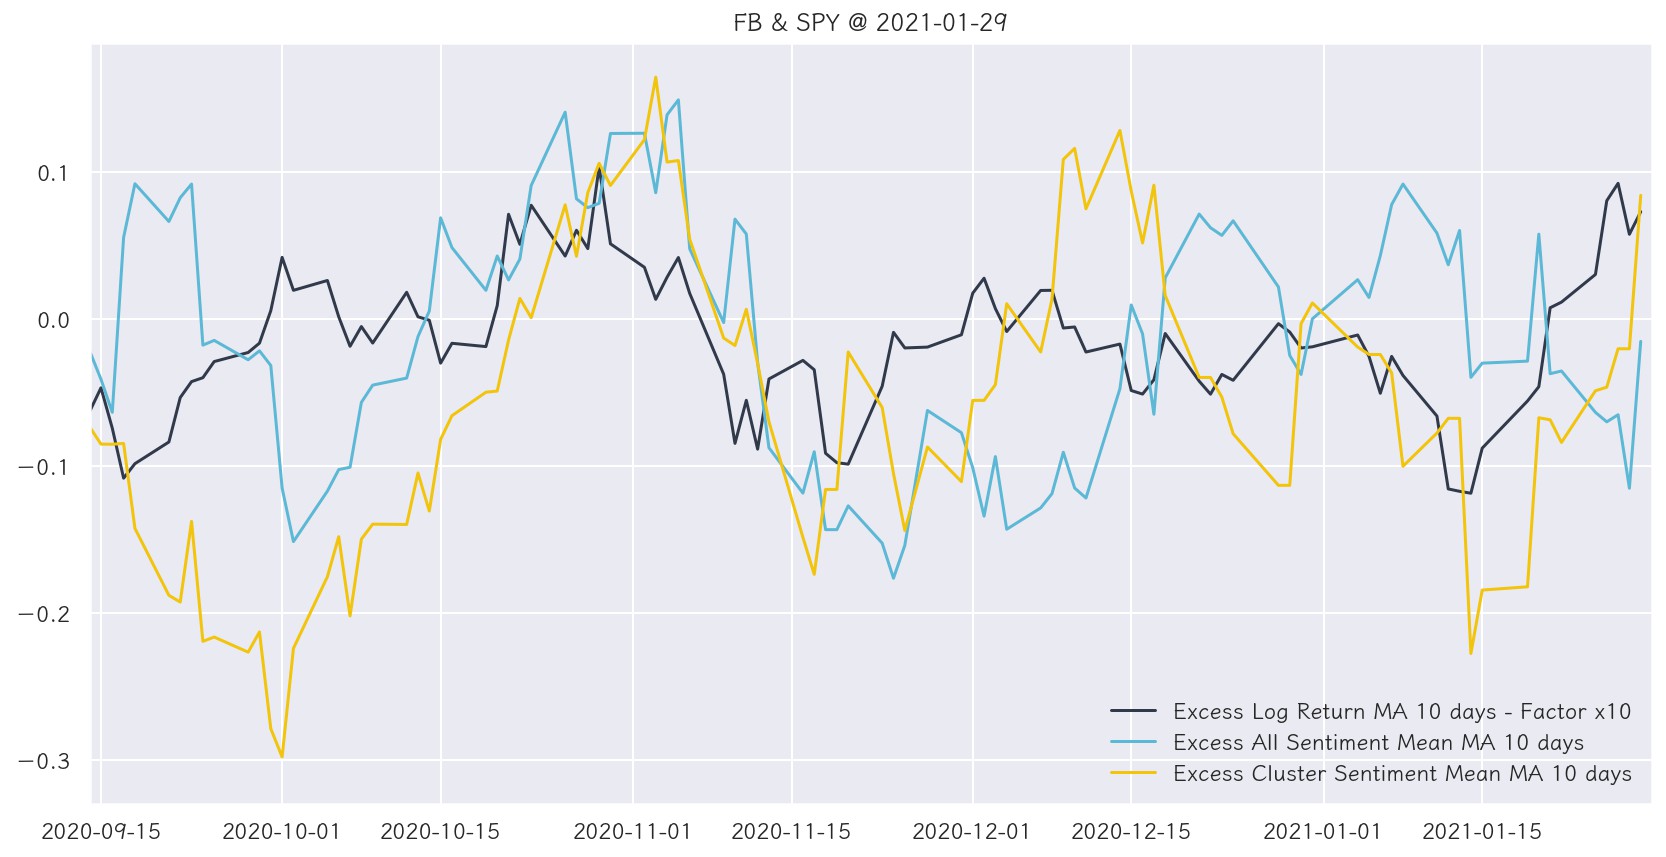 FB & SPY @ 2021-01-29
0.1
0.0
−0.1
−0.2
−0.3
Excess Log Return MA 10 days - Factor x10
Excess All Sentiment Mean MA 10 days
Excess Cluster Sentiment Mean MA 10 days
2020-09-15 2020-10-01 2020-10-15 2020-11-01 2020-11-15 2020-12-01 2020-12-15 2021-01-01 2021-01-15